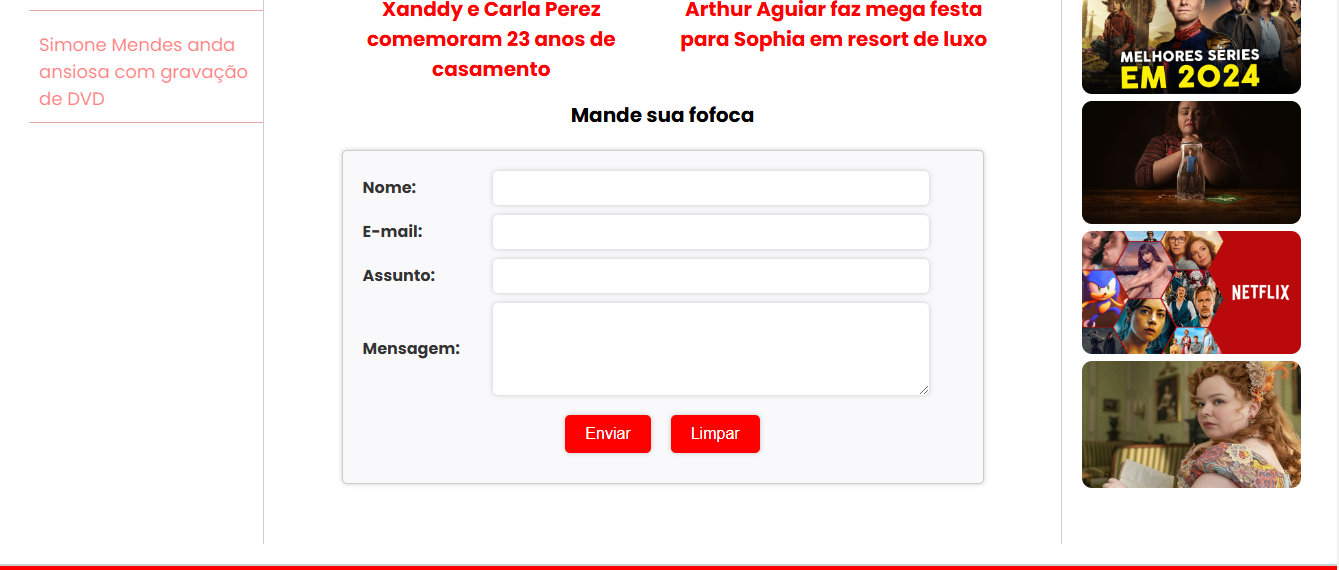 Simone Mendes anda
ansiosa com gravação
de DVD
Xanddy e Carla Perez
comemoram 23 anos de
casamento
Arthur Aguiar faz mega festa
para Sophia em resort de luxo
Mande sua fofoca
Nome:
E-mail:
Assunto:
Mensagem:
Enviar
Limpar
MELHORES SÉRIES
EM 2024
NETFLIX